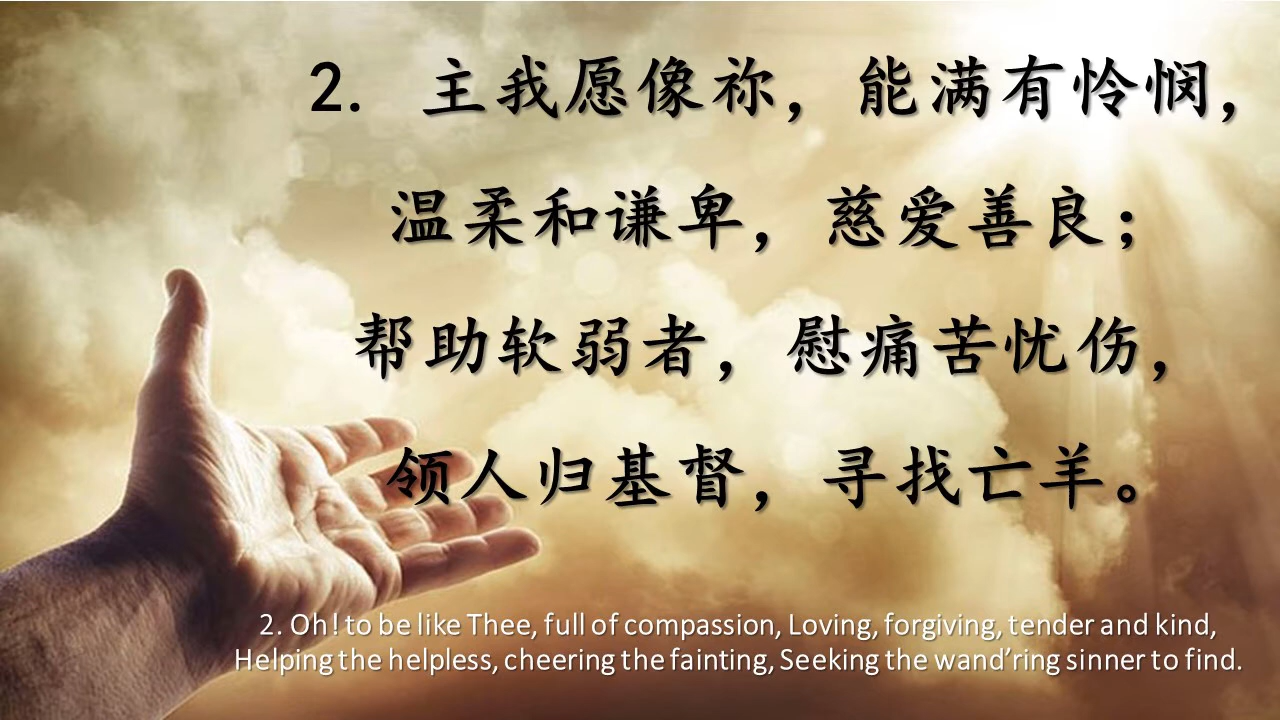 2. 主我愿像祢，能满有怜悯，
温柔和谦卑，慈爱善良；
帮助软弱者，慰痛苦忧伤，
领人归基督，寻找亡羊。
2. Oh! to be like Thee, full of compassion, Loving, forgiving, tender and kind,
Helping the helpless, cheering the fainting, Seeking the wand’ring sinner to find.